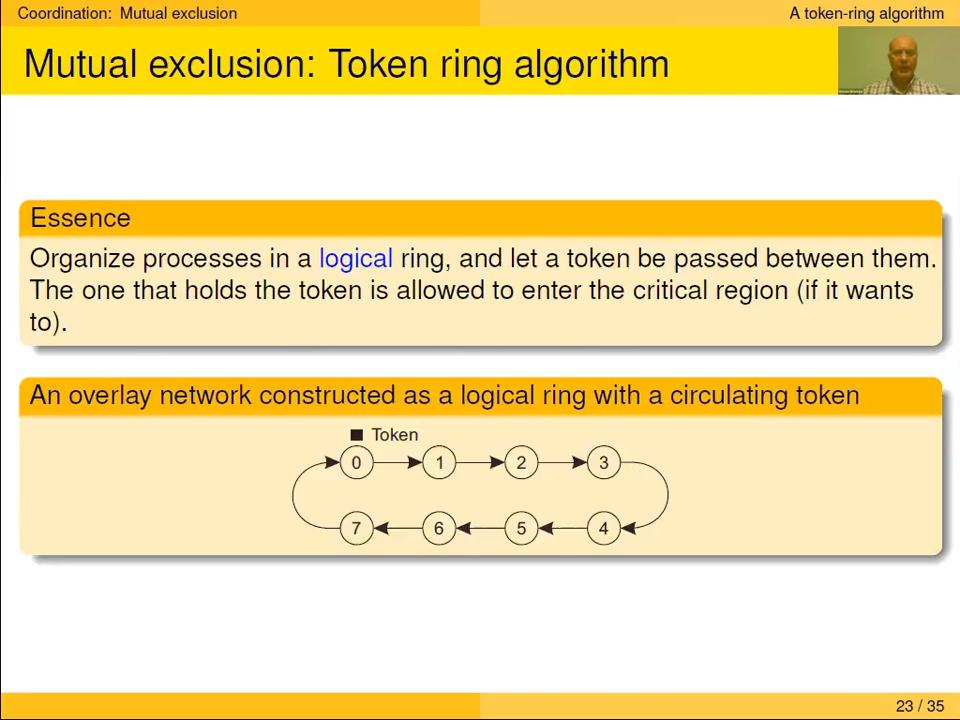 Coordination: Mutual exclusion
A token-ring algorithm
Mutual exclusion: Token ring algorithm
Essence
Organize processes in a logical ring, and let a token be passed between them.
The one that holds the token is allowed to enter the critical region (if it wants
to).
An overlay network constructed as a logical ring with a circulating token
Token
0 1 2 3
7 6 5 4
23 / 35